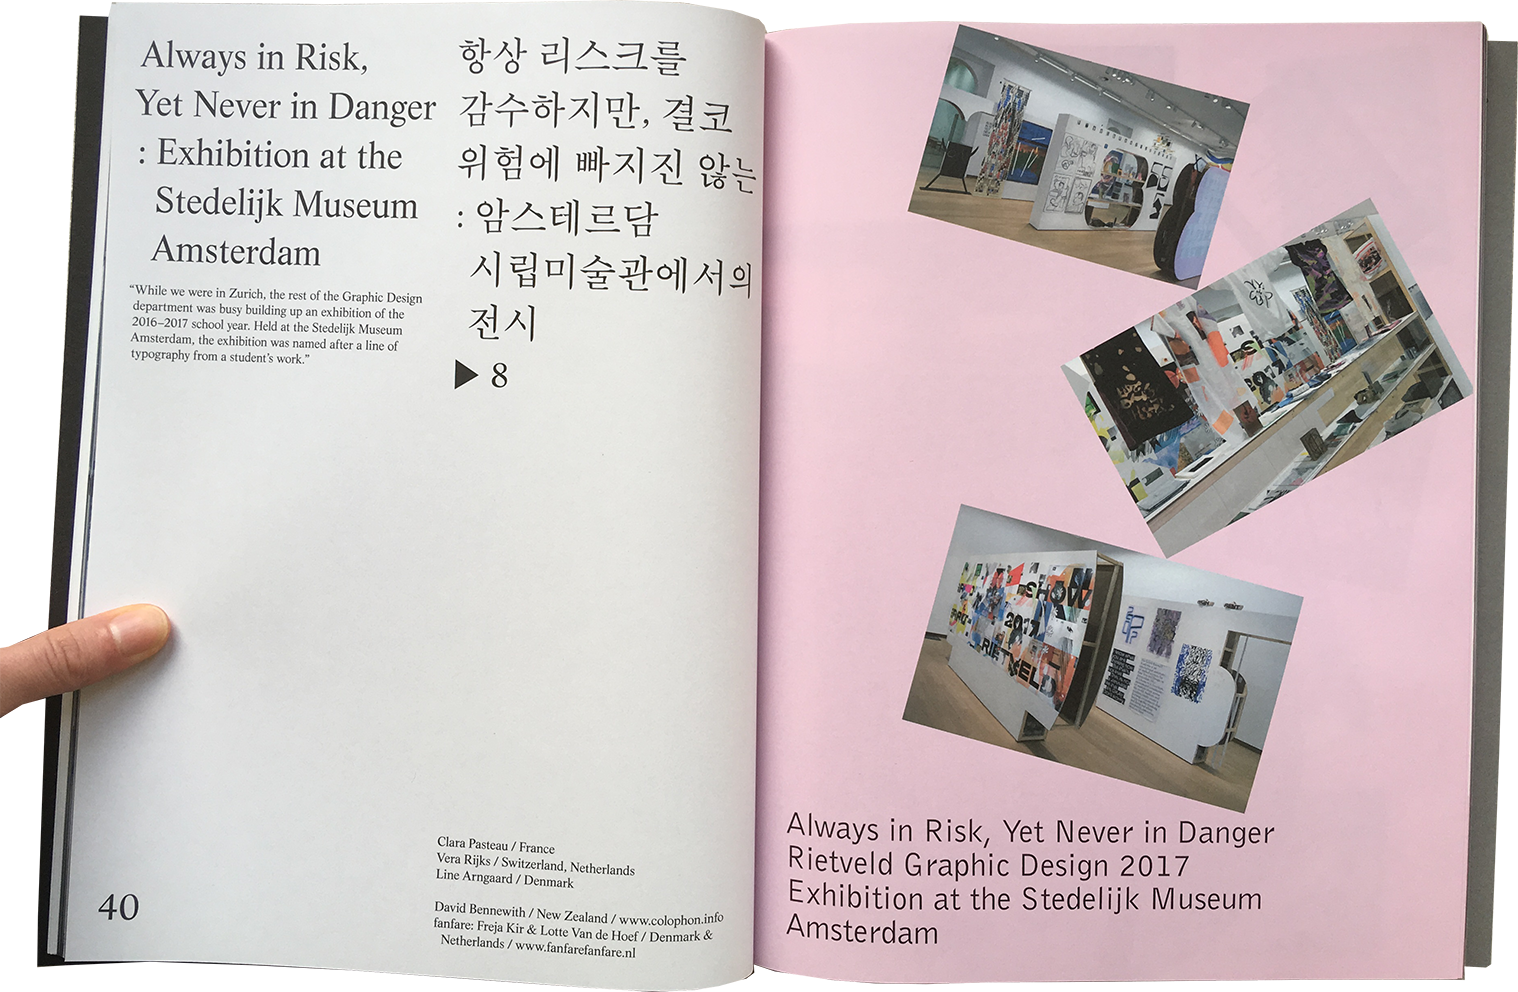 Always in Risk,
Yet Never in Danger
: Exhibition at the
Stedelijk Museum
Amsterdam
“While we were in Zurich, the rest of the Graphic Design
department was busy building up an exhibition of the
2016–2017 school year. Held at the Stedelijk Museum
Amsterdam, the exhibition was named after a line of
typography from a student’s work.”
항상 리스크를
감수하지만, 결코
위험에 빠지진 않는
: 암스테르담
시립미술관에서의
전시
▶ 8
Clara Pasteau / France
Vera Rijks / Switzerland, Netherlands
Line Arngaard / Denmark
David Bennewith / New Zealand / www.colophon.info
fanfare: Freja Kir & Lotte Van de Hoef / Denmark &
Netherlands / www.fanfarefanfare.nl
40
SHOW
2017
RIETVELD
Always in Risk, Yet Never in Danger
Rietveld Graphic Design 2017
Exhibition at the Stedelijk Museum
Amsterdam